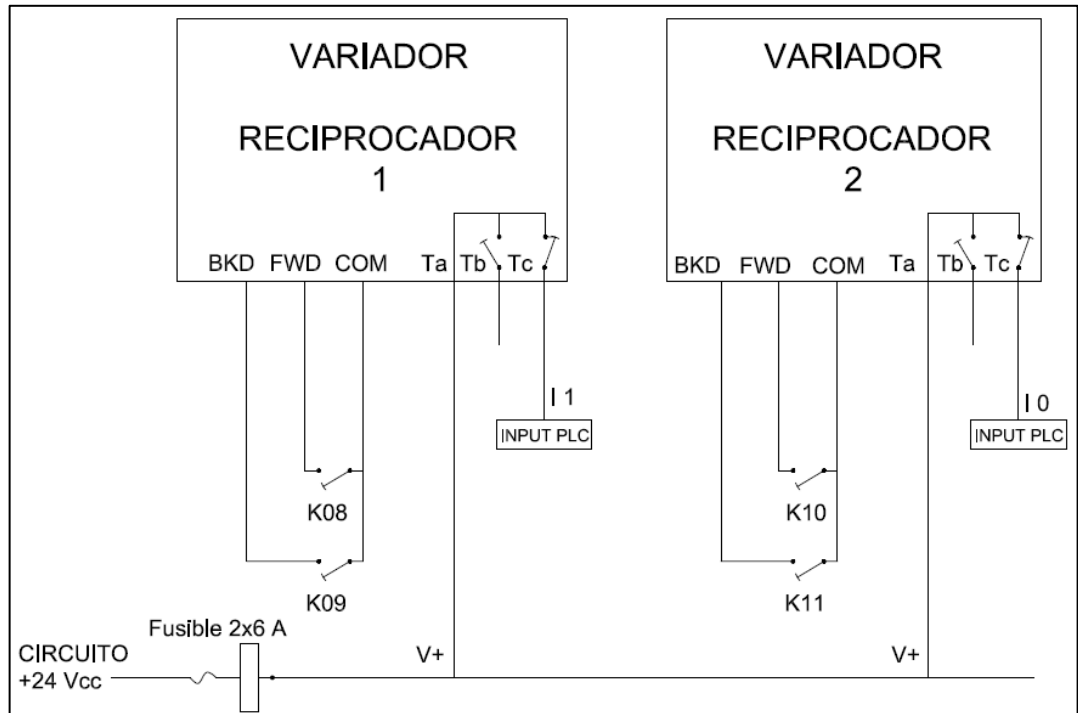 VARIADOR
RECIPROCADOR
1
BKD FWD COM Ta Tb Tc
I 1
INPUT PLC
K08
K09
VARIADOR
RECIPROCADOR
2
BKD FWD COM Ta Tb Tc
I 0
INPUT PLC
K10
K11
Fusible 2x6 A
CIRCUITO
+24 Vcc
V+
V+